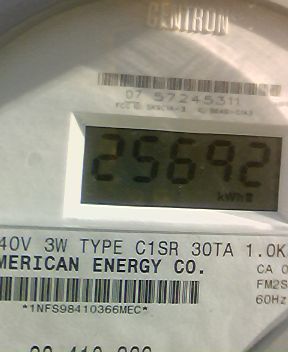 CENTRON
07 57245311
25692
kWh
40V 3W TYPE C1SR 30TA 1.0K
MERICAN ENERGY CO.
CA 0
FM2S
60Hz
*1NFS98410366MEC*